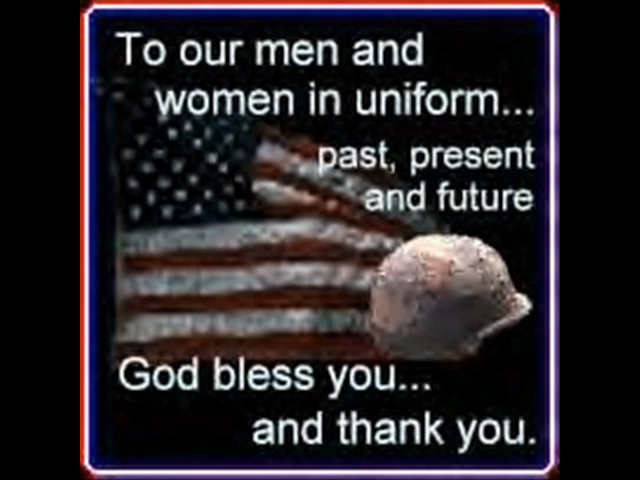 To our men and
women in uniform...
past, present
and future
God bless you...
and thank you.